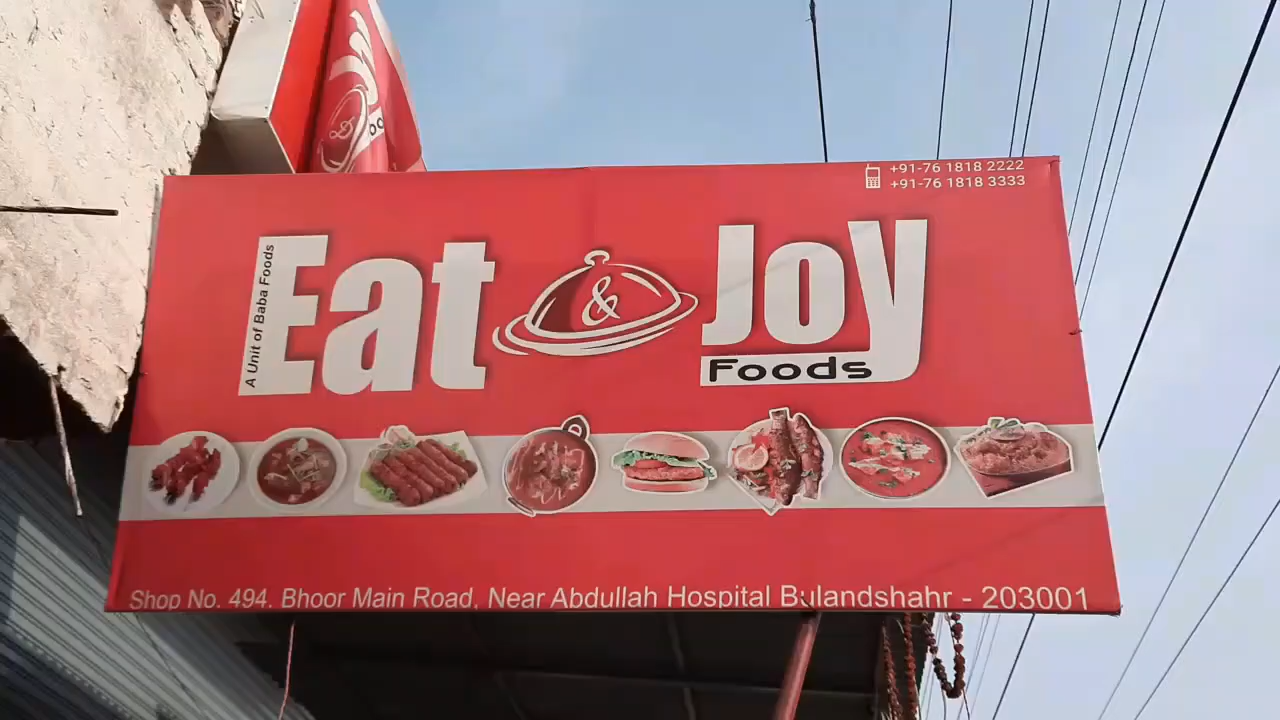 +91-76 1818 2222
+91-76 1818 3333
A Unit of Baba Foods
Eat & Joy
Foods
Shop No. 494, Bhoor Main Road, Near Abdullah Hospital Bulandshahr - 203001